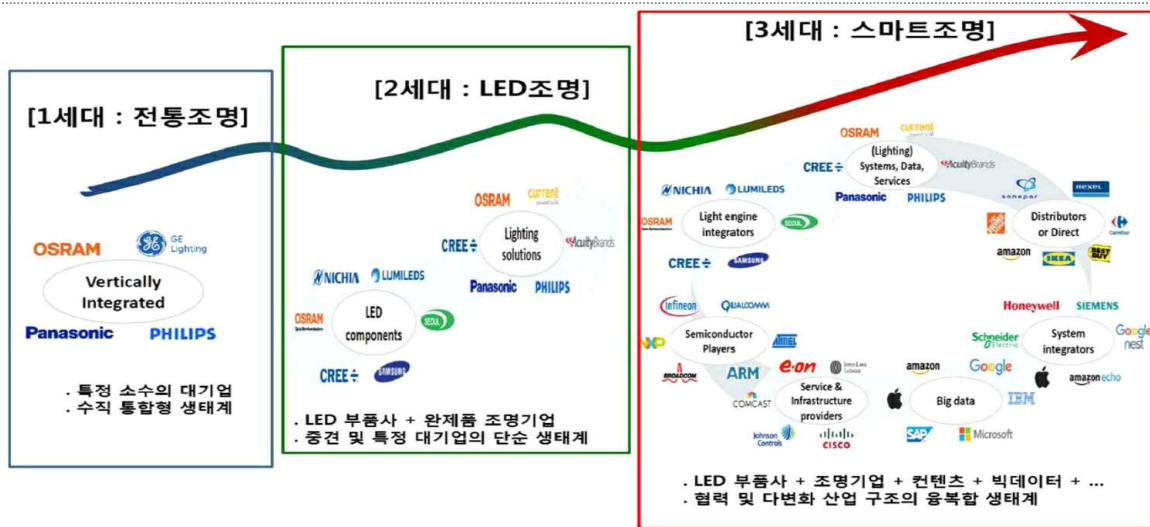 [1세대 : 전통조명]
OSRAM
GE
Lighting
Vertically
Integrated
Panasonic
PHILIPS
. 특정 소수의 대기업
. 수직 통합형 생태계
[2세대 : LED조명]
OSRAM
current
CREE
Lighting
solutions
AcuityBrands
Panasonic
PHILIPS
NICHIA
LUMILEDS
OSRAM
LED
components
SEOUL
CREE
SAMSUNG
. LED 부품사 + 완제품 조명기업
. 중견 및 특정 대기업의 단순 생태계
[3세대 : 스마트조명]
OSRAM
current
CREE
(Lighting)
Systems, Data,
Services
AcuityBrands
Panasonic
PHILIPS
NICHIA
LUMILEDS
OSRAM
Light engine
integrators
SEOUL
CREE
SAMSUNG
sonepar
rexel
Distributors
or Direct
Carrefour
amazon
IKEA
BEST
BUY
Infineon
QUALCOMM
NXP
Semiconductor
Players
ATMEL
BROADCOM
ARM
Honeywell
SIEMENS
Schneider
Electric
System
integrators
Google
nest
amazon echo
e·on
COMCAST
Service &
Infrastructure
providers
Johnson
Controls
CISCO
amazon
Google
Big data
IBM
SAP
Microsoft
. LED 부품사 + 조명기업 + 컨텐츠 + 빅데이터 + ...
. 협력 및 다변화 산업 구조의 융복합 생태계